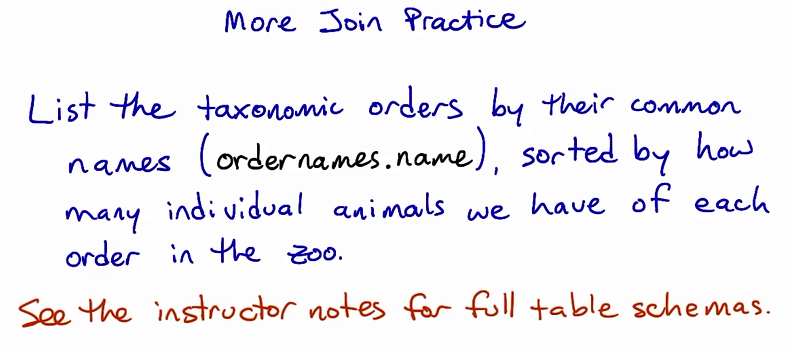 More Join Practice
List the taxonomic orders by their common
names (ordernames.name), sorted by how
many individual animals we have of each
order in the zoo.
See the instructor notes for full table schemas.